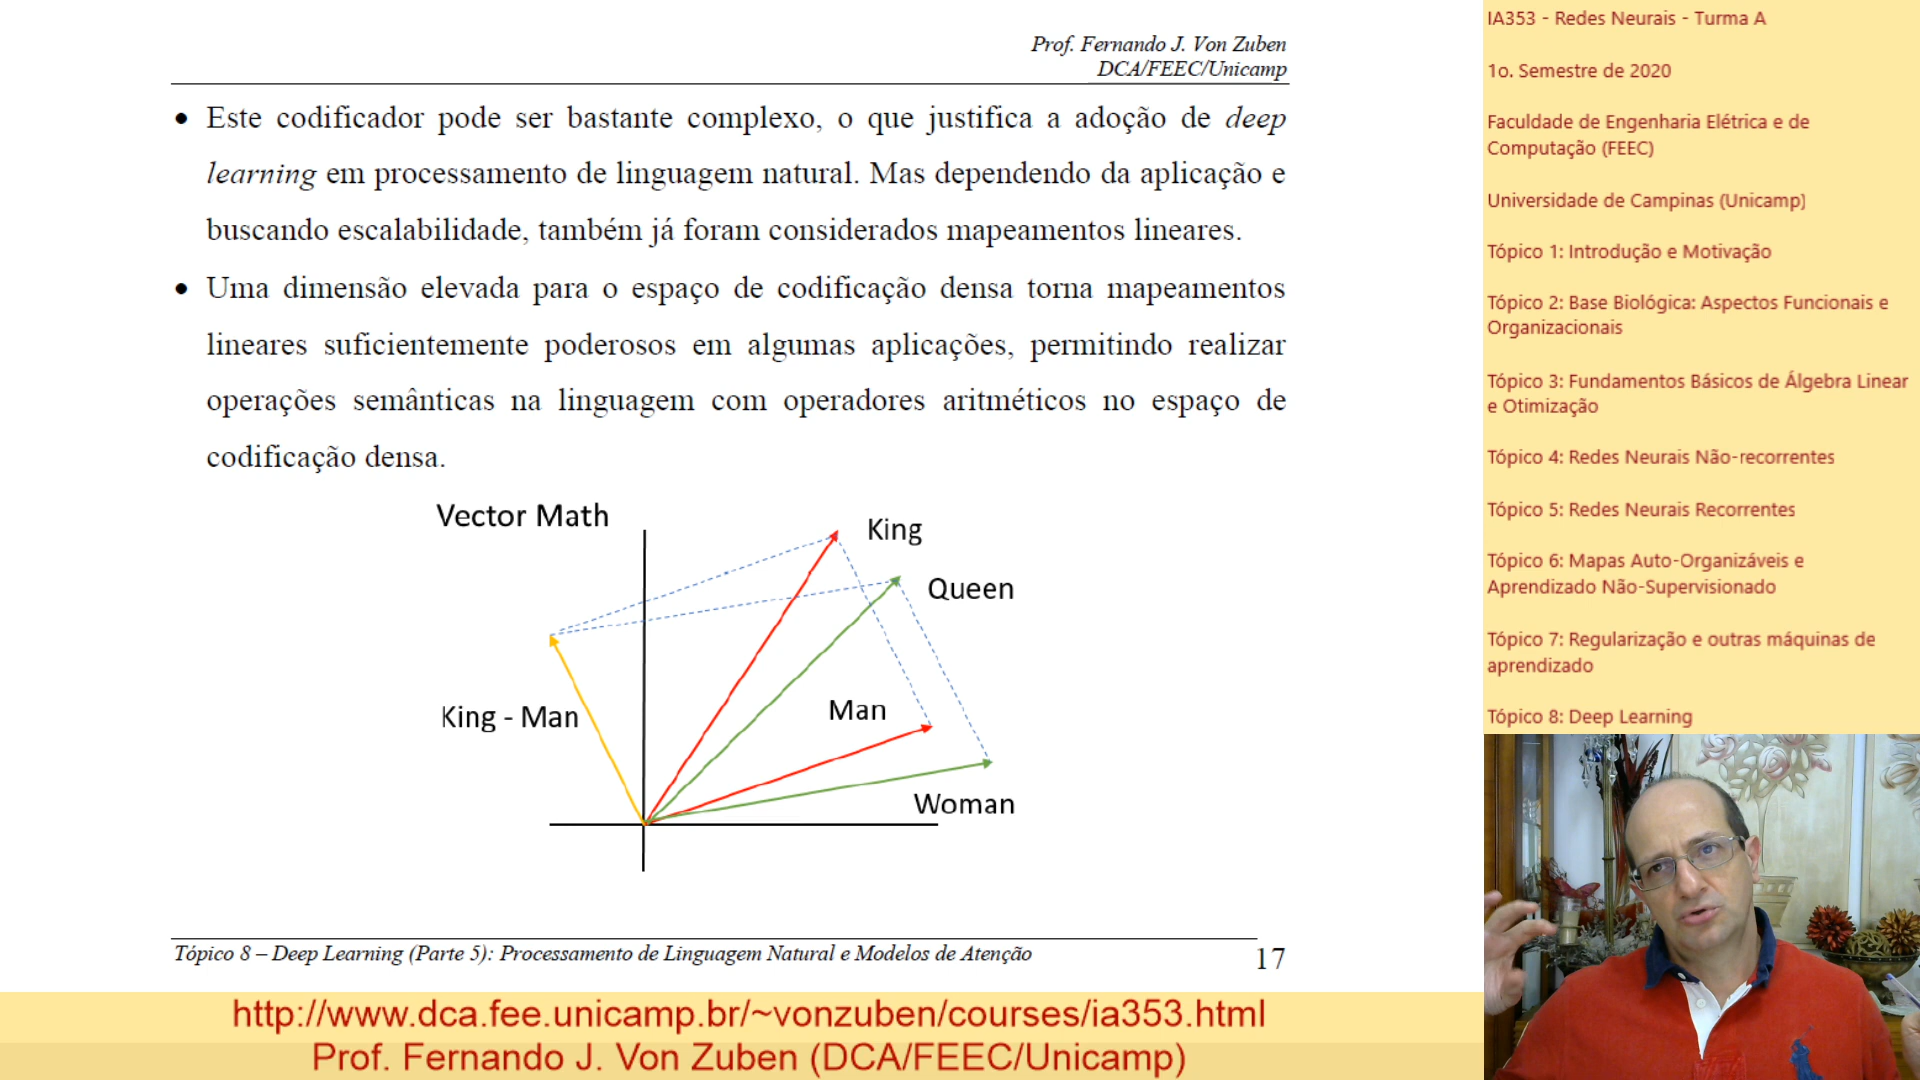 Prof. Fernando J. Von Zuben
DCA/FEEC/Unicamp
• Este codificador pode ser bastante complexo, o que justifica a adoção de deep
learning em processamento de linguagem natural. Mas dependendo da aplicação e
buscando escalabilidade, também já foram considerados mapeamentos lineares.
• Uma dimensão elevada para o espaço de codificação densa torna mapeamentos
lineares suficientemente poderosos em algumas aplicações, permitindo realizar
operações semânticas na linguagem com operadores aritméticos no espaço de
codificação densa.
Vector Math
King
Queen
King - Man
Man
Woman
Tópico 8 – Deep Learning (Parte 5): Processamento de Linguagem Natural e Modelos de Atenção
17
http://www.dca.fee.unicamp.br/~vonzuben/courses/ia353.html
Prof. Fernando J. Von Zuben (DCA/FEEC/Unicamp)
IA353 - Redes Neurais - Turma A
1o. Semestre de 2020
Faculdade de Engenharia Elétrica e de
Computação (FEEC)
Universidade de Campinas (Unicamp)
Tópico 1: Introdução e Motivação
Tópico 2: Base Biológica: Aspectos Funcionais e
Organizacionais
Tópico 3: Fundamentos Básicos de Álgebra Linear
e Otimização
Tópico 4: Redes Neurais Não-recorrentes
Tópico 5: Redes Neurais Recorrentes
Tópico 6: Mapas Auto-Organizáveis e
Aprendizado Não-Supervisionado
Tópico 7: Regularização e outras máquinas de
aprendizado
Tópico 8: Deep Learning